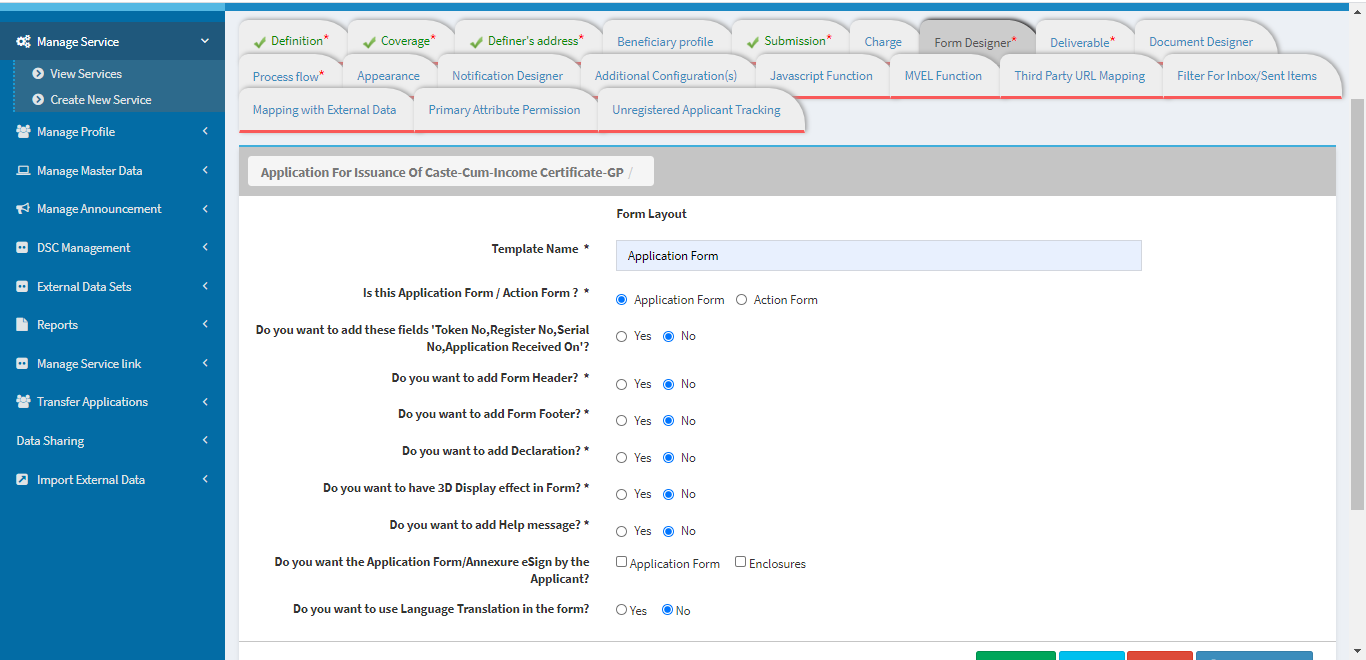 Manage Service
View Services
Create New Service
Manage Profile
Manage Master Data
Manage Announcement
DSC Management
External Data Sets
Reports
Manage Service link
Transfer Applications
Data Sharing
Import External Data
Definition* Coverage* Definer's address* Beneficiary profile Submission* Charge Form Designer* Deliverable* Document Designer
Process flow* Appearance Notification Designer Additional Configuration(s) Javascript Function MVEL Function Third Party URL Mapping Filter For Inbox/Sent Items
Mapping with External Data Primary Attribute Permission Unregistered Applicant Tracking
Application For Issuance Of Caste-Cum-Income Certificate-GP /
Form Layout
Template Name * Application Form
Is this Application Form / Action Form ? * Application Form Action Form
Do you want to add these fields 'Token No,Register No,Serial
No,Application Received On'? Yes No
Do you want to add Form Header? * Yes No
Do you want to add Form Footer? * Yes No
Do you want to add Declaration? * Yes No
Do you want to have 3D Display effect in Form? * Yes No
Do you want to add Help message? * Yes No
Do you want the Application Form/Annexure eSign by the
Applicant? Application Form Enclosures
Do you want to use Language Translation in the form? Yes No